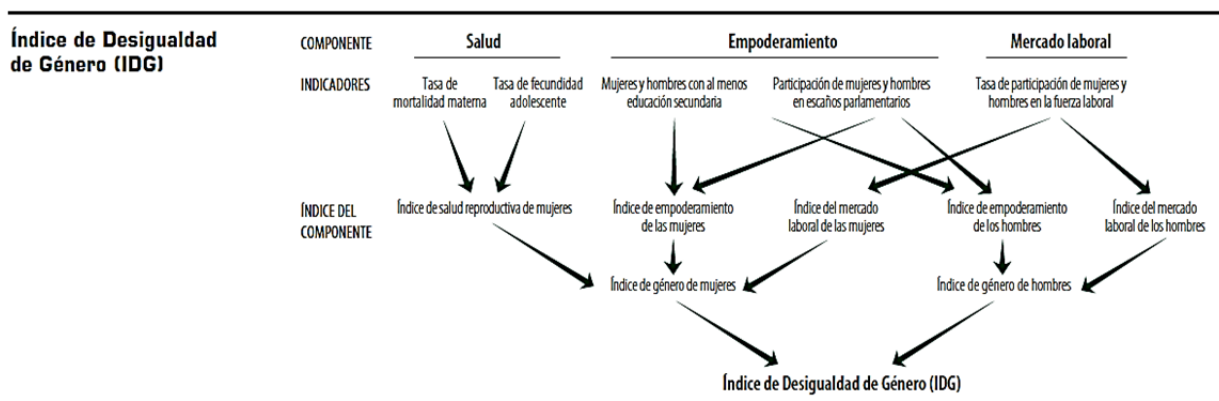 Índice de Desigualdad
de Género (IDG)
COMPONENTE
Salud
Empoderamiento
Mercado laboral
INDICADORES
Tasa de
mortalidad materna
Tasa de fecundidad
adolescente
Mujeres y hombres con al menos
educación secundaria
Participación de mujeres y hombres
en escaños parlamentarios
Tasa de participación de mujeres y
hombres en la fuerza laboral
ÍNDICE DEL
COMPONENTE
Índice de salud reproductiva de mujeres
Índice de empoderamiento
de las mujeres
Índice del mercado
laboral de las mujeres
Índice de empoderamiento
de los hombres
Índice del mercado
laboral de los hombres
Índice de género de mujeres
Índice de género de hombres
Índice de Desigualdad de Género (IDG)